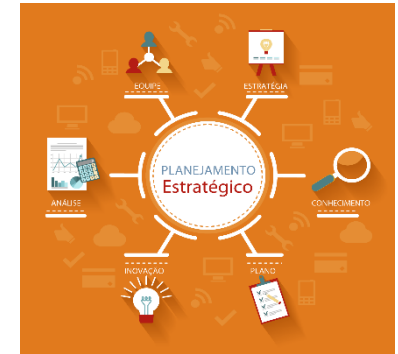 EQUIPE
ESTRATÉGIA
PLANEJAMENTO
Estratégico
ANÁLISE
CONHECIMENTO
INOVAÇÃO
PLANO